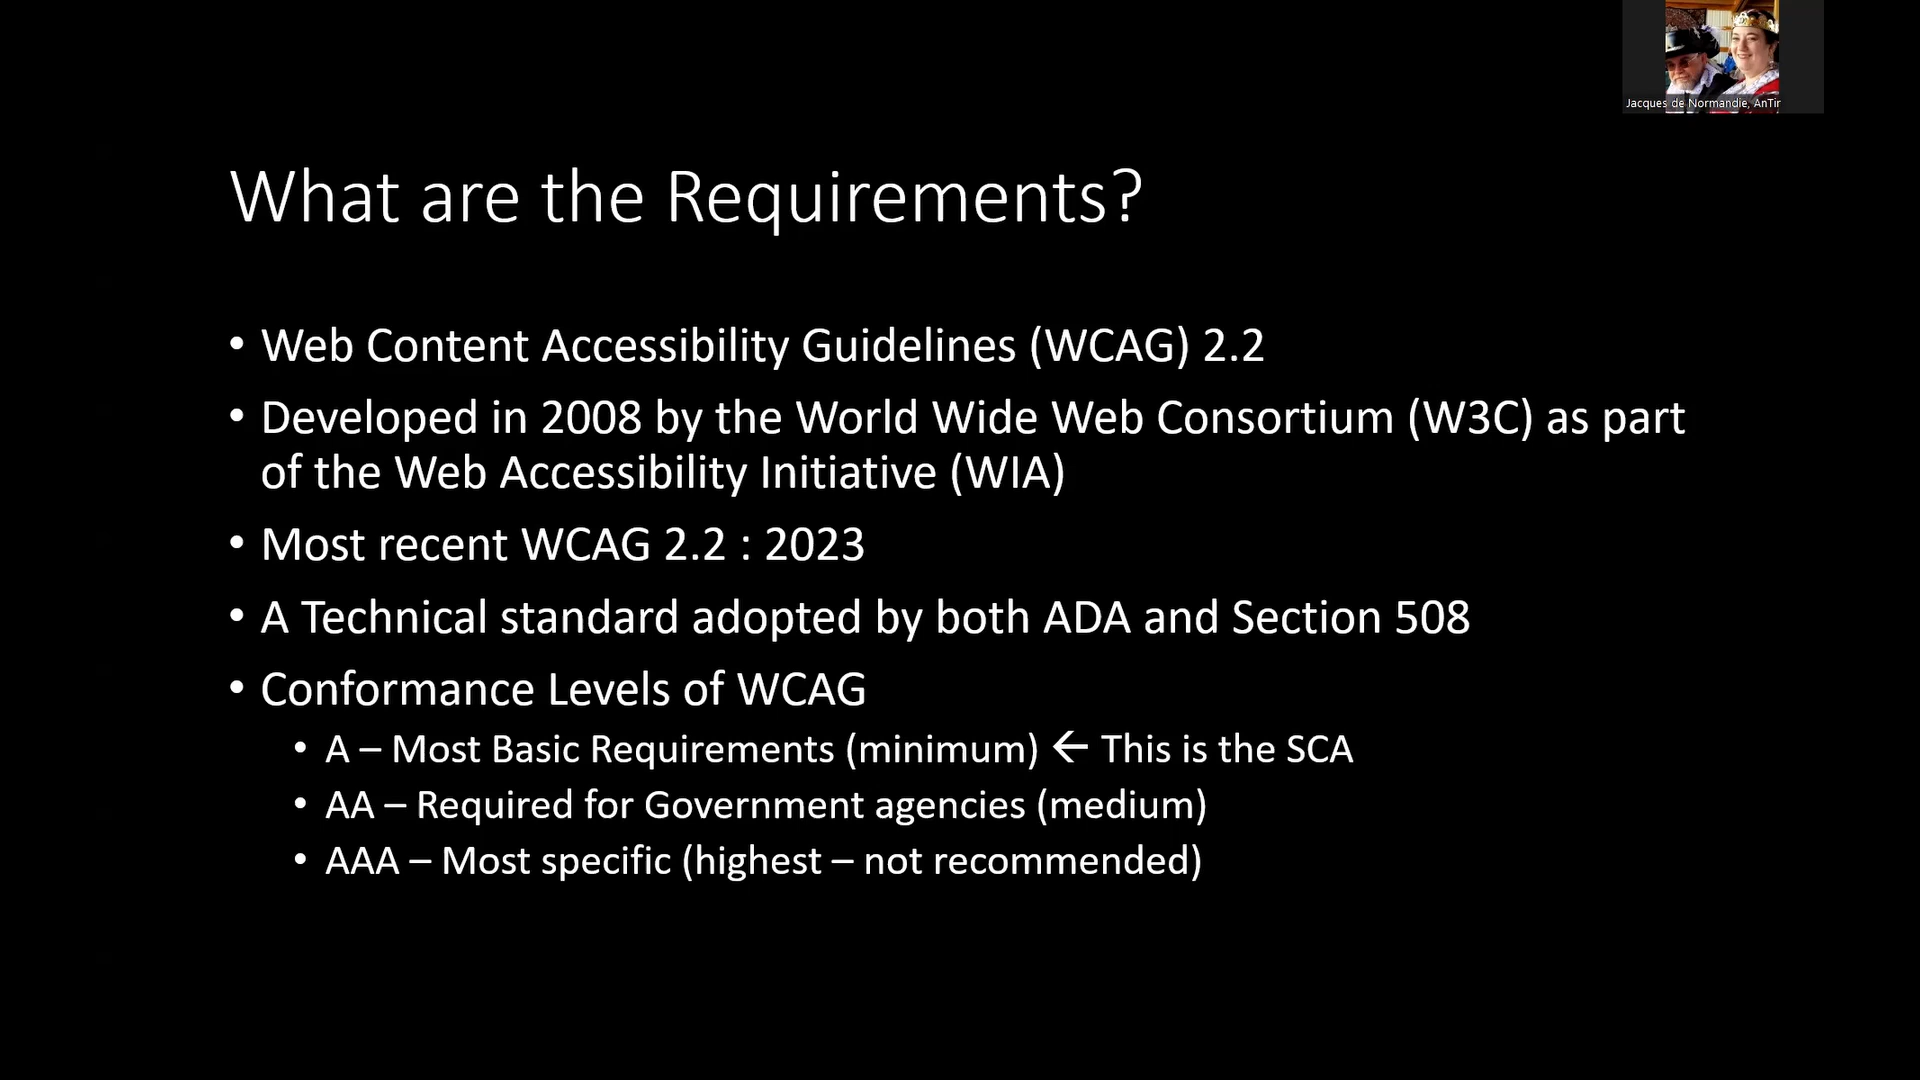 Jacques de Normandie, AnTir
What are the Requirements?
• Web Content Accessibility Guidelines (WCAG) 2.2
• Developed in 2008 by the World Wide Web Consortium (W3C) as part
of the Web Accessibility Initiative (WIA)
• Most recent WCAG 2.2 : 2023
• A Technical standard adopted by both ADA and Section 508
• Conformance Levels of WCAG
• A – Most Basic Requirements (minimum) ← This is the SCA
• AA – Required for Government agencies (medium)
• AAA – Most specific (highest – not recommended)